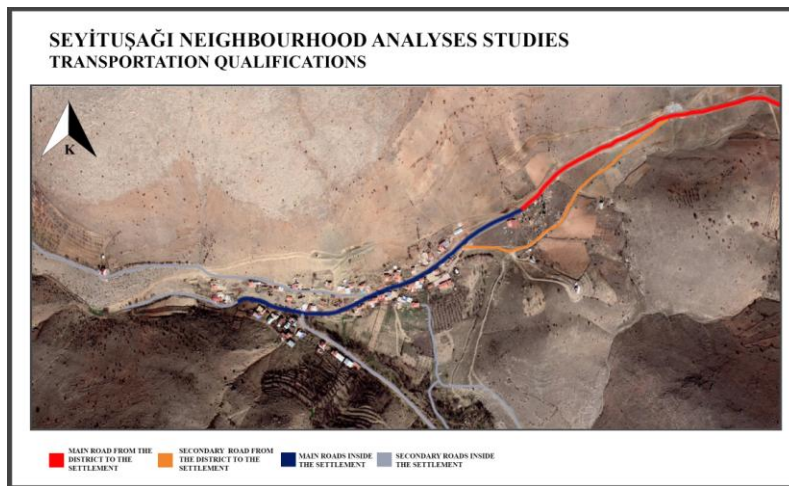 SEYİTUŞAĞI NEIGHBOURHOOD ANALYSES STUDIES
TRANSPORTATION QUALIFICATIONS
K
MAIN ROAD FROM THE
DISTRICT TO THE
SETTLEMENT
SECONDARY ROAD FROM
THE DISTRICT TO THE
SETTLEMENT
MAIN ROADS INSIDE
THE SETTLEMENT
SECONDARY ROADS INSIDE
THE SETTLEMENT